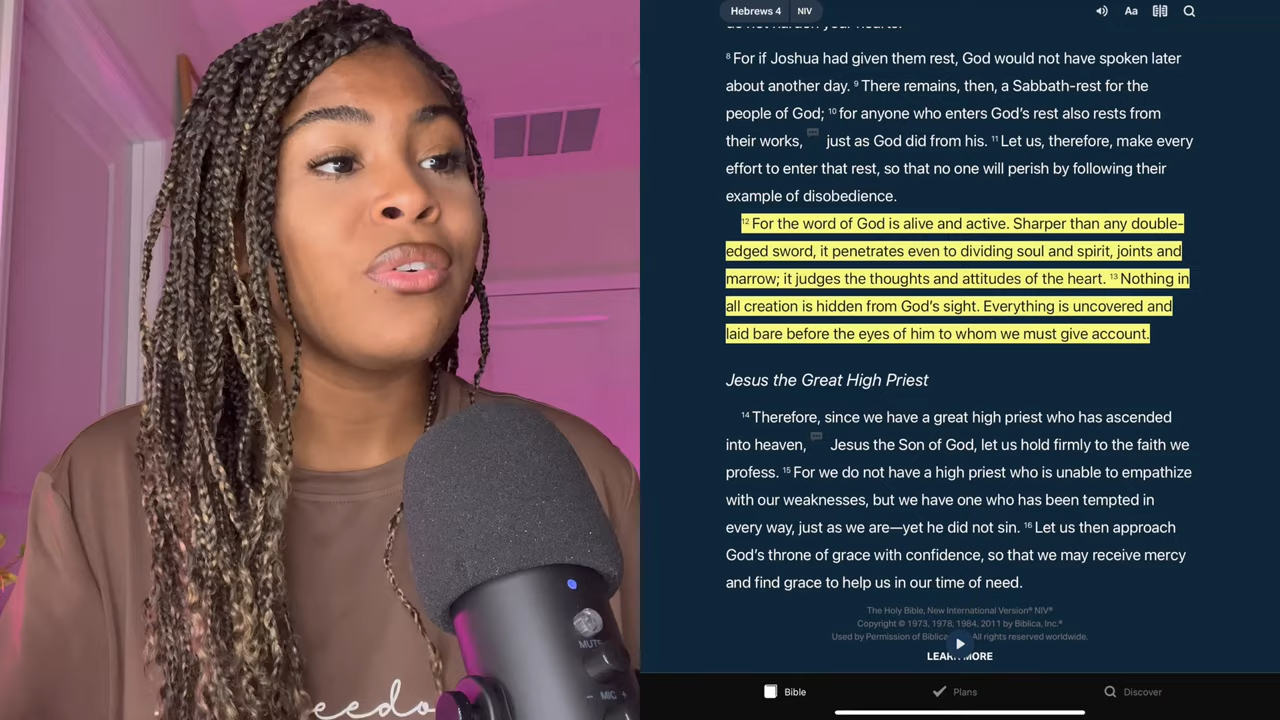 Hebrews 4 NIV Aa
8 For if Joshua had given them rest, God would not have spoken later
about another day. 9 There remains, then, a Sabbath-rest for the
people of God; 10 for anyone who enters God's rest also rests from
their works, just as God did from his. 11 Let us, therefore, make every
effort to enter that rest, so that no one will perish by following their
example of disobedience.
12 For the word of God is alive and active. Sharper than any double-
edged sword, it penetrates even to dividing soul and spirit, joints and
marrow; it judges the thoughts and attitudes of the heart. 13 Nothing in
all creation is hidden from God's sight. Everything is uncovered and
laid bare before the eyes of him to whom we must give account.
Jesus the Great High Priest
14 Therefore, since we have a great high priest who has ascended
into heaven, Jesus the Son of God, let us hold firmly to the faith we
profess. 15 For we do not have a high priest who is unable to empathize
with our weaknesses, but we have one who has been tempted in
every way, just as we are—yet he did not sin. 16 Let us then approach
God's throne of grace with confidence, so that we may receive mercy
and find grace to help us in our time of need.
The Holy Bible, New International Version® NIV®
Copyright © 1973, 1978, 1984, 2011 by Biblica, Inc.®
Used by Permission of Biblica All rights reserved worldwide.
LEARN MORE
Bible Plans Discover
MUTE
− MIC +
eedo